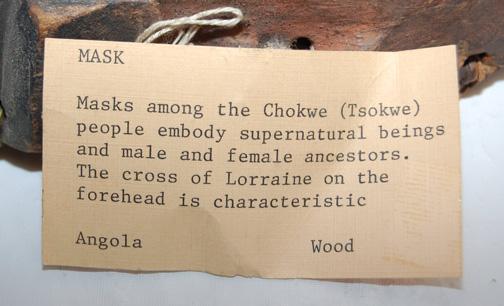 MASK
Masks among the Chokwe (Tsokwe)
people embody supernatural beings
and male and female ancestors.
The cross of Lorraine on the
forehead is characteristic
Angola Wood